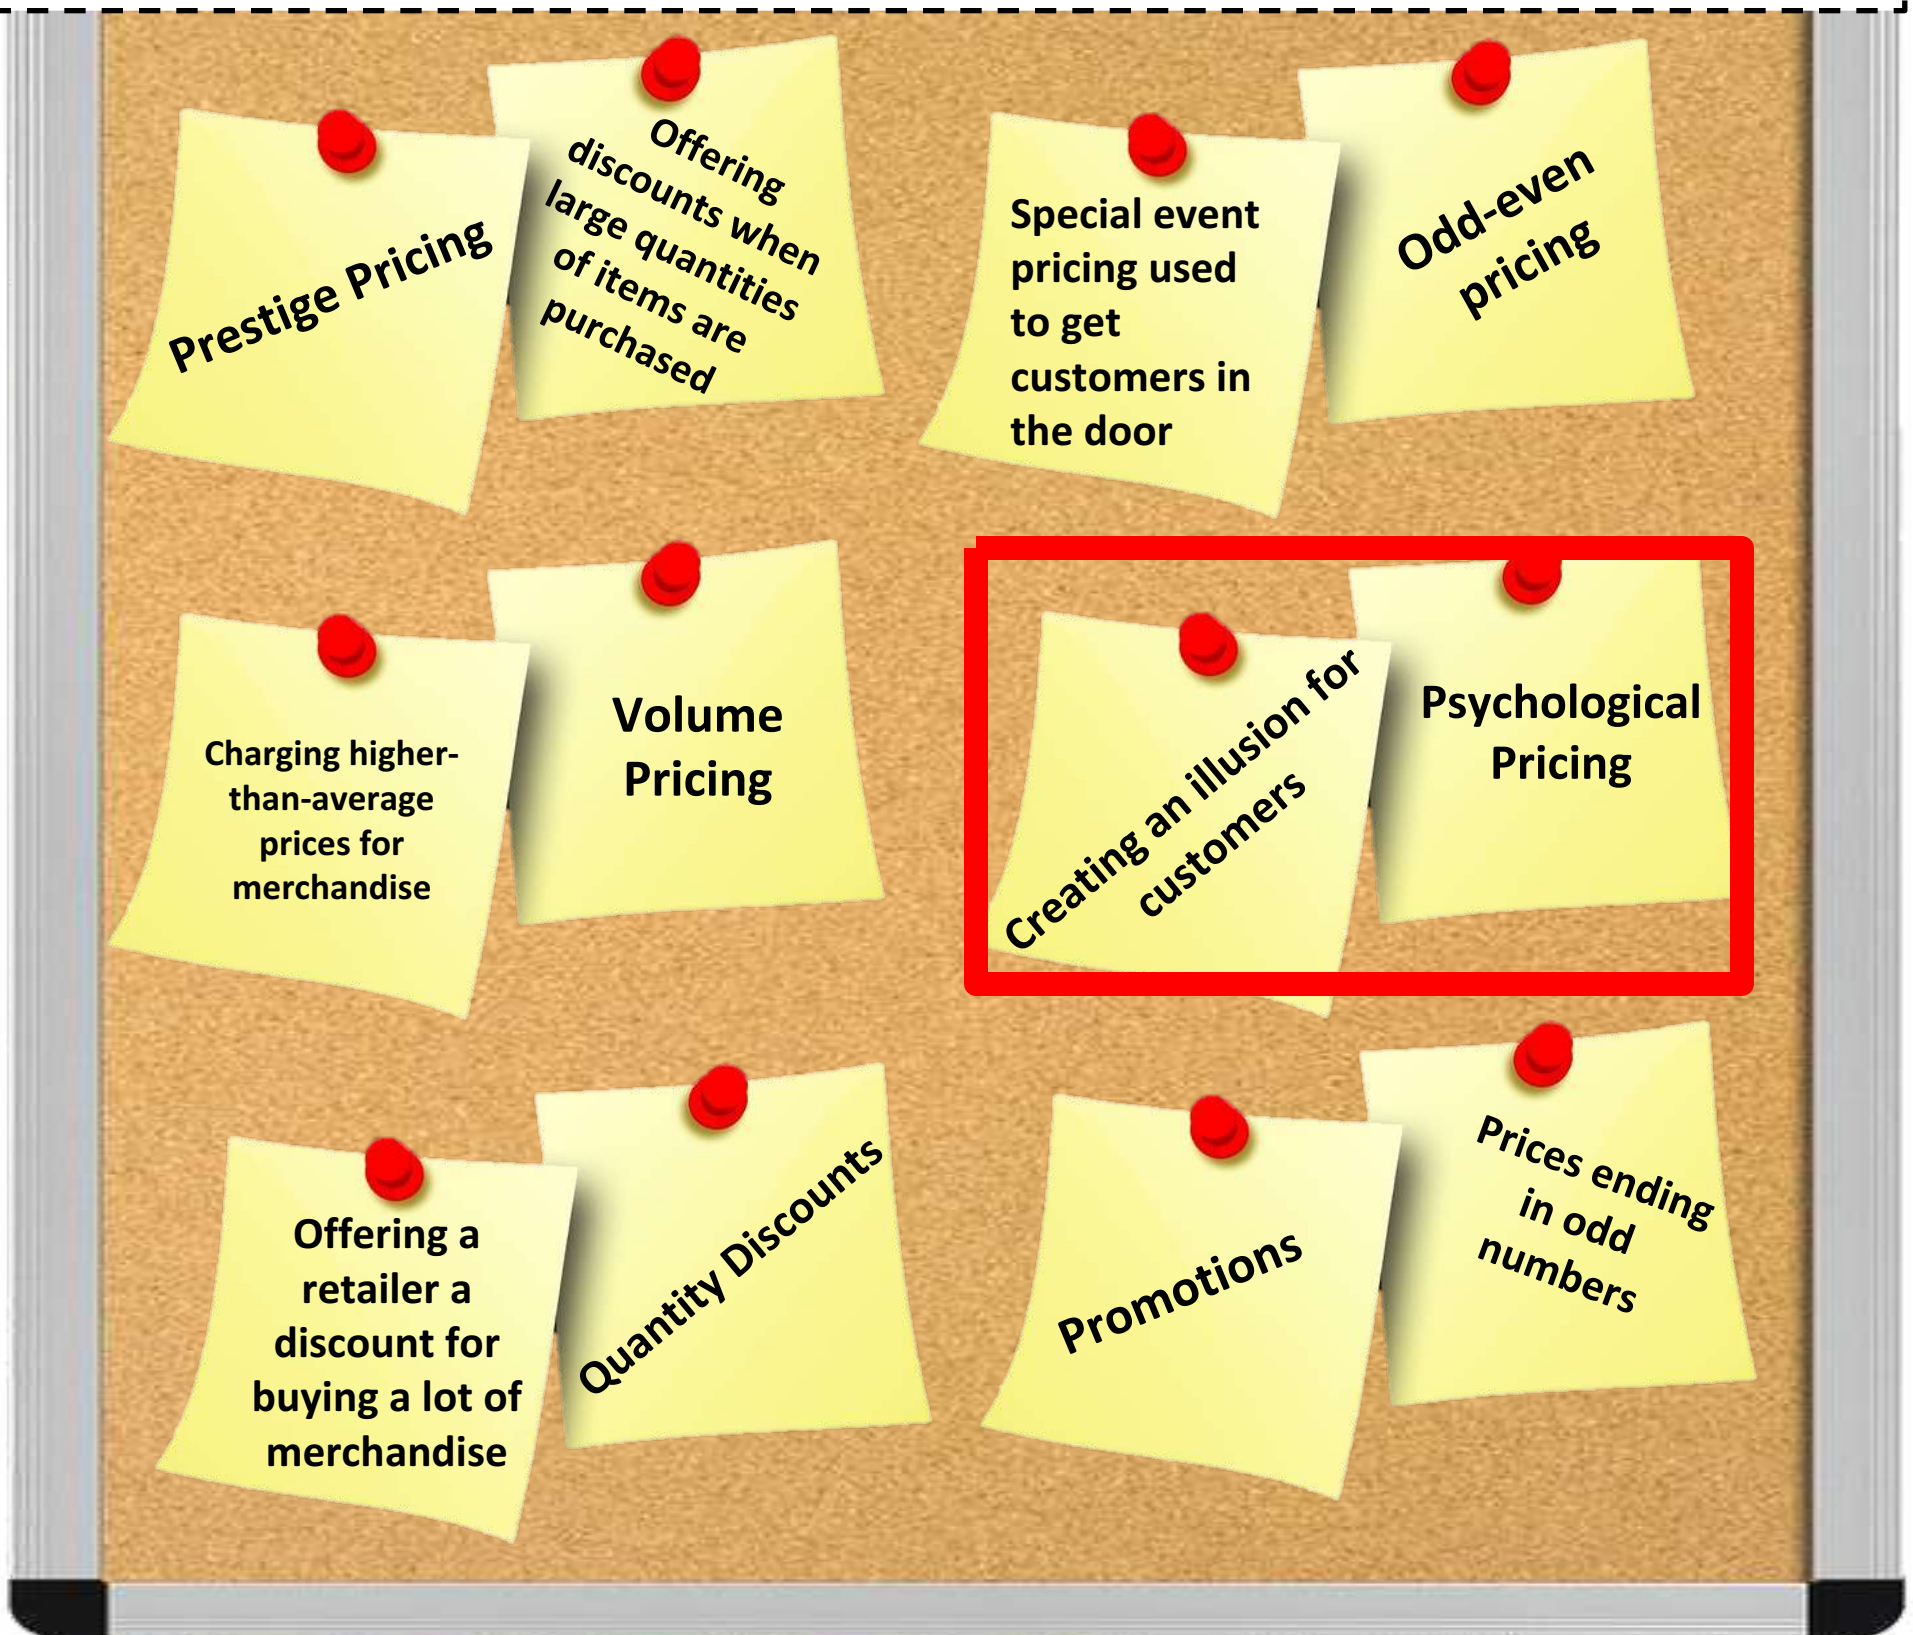 Prestige Pricing
Offering
discounts when
large quantities
of items are
purchased
Special event
pricing used
to get
customers in
the door
Odd-even
pricing
Charging higher-
than-average
prices for
merchandise
Volume
Pricing
Creating an illusion for
customers
Psychological
Pricing
Offering a
retailer a
discount for
buying a lot of
merchandise
Quantity Discounts
Promotions
Prices ending
in odd
numbers